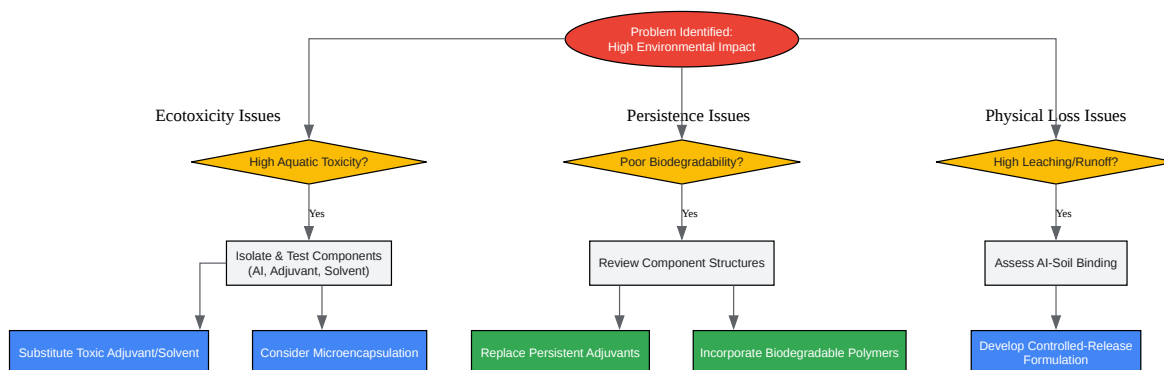 Problem Identified:
High Environmental Impact
Ecotoxicity Issues
Persistence Issues
Physical Loss Issues
High Aquatic Toxicity?
Poor Biodegradability?
High Leaching/Runoff?
Yes
Yes
Yes
Isolate & Test Components
(AI, Adjuvant, Solvent)
Review Component Structures
Assess AI-Soil Binding
Substitute Toxic Adjuvant/Solvent
Consider Microencapsulation
Replace Persistent Adjuvants
Incorporate Biodegradable Polymers
Develop Controlled-Release
Formulation